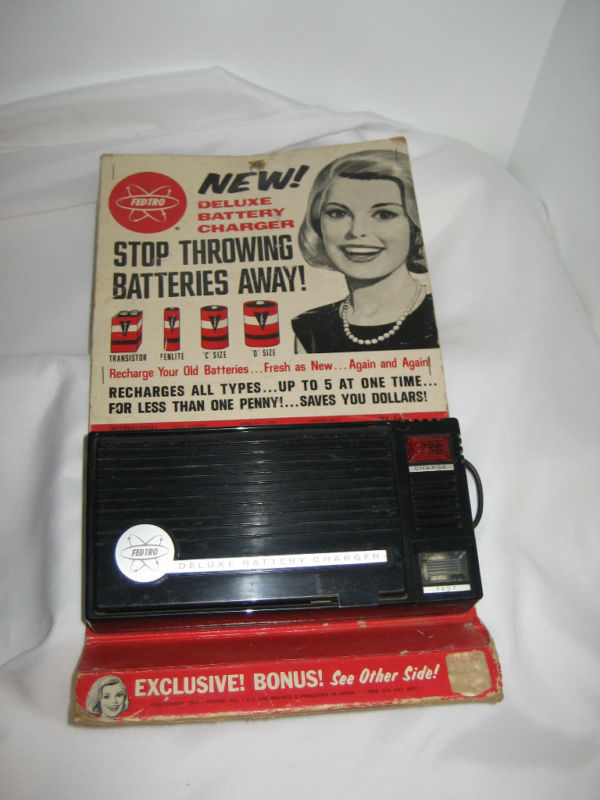 NEW!
FEDTRO
DELUXE
BATTERY
CHARGER
STOP THROWING
BATTERIES AWAY!
TRANSISTOR PENLITE "C" SIZE "D" SIZE
Recharge Your Old Batteries...Fresh as New...Again and Again!
RECHARGES ALL TYPES...UP TO 5 AT ONE TIME...
FOR LESS THAN ONE PENNY!...SAVES YOU DOLLARS!
INTERNATIONAL
CHARGE
FEDTRO
DELUXE BATTERY CHARGER
TEST
EXCLUSIVE! BONUS! See Other Side!